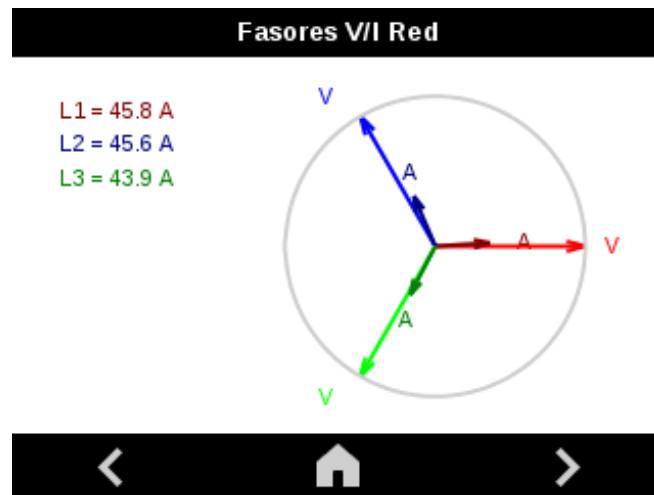 Fasores V/I Red
V
L1 = 45.8 A
L2 = 45.6 A
A
L3 = 43.9 A
A
V
A
V